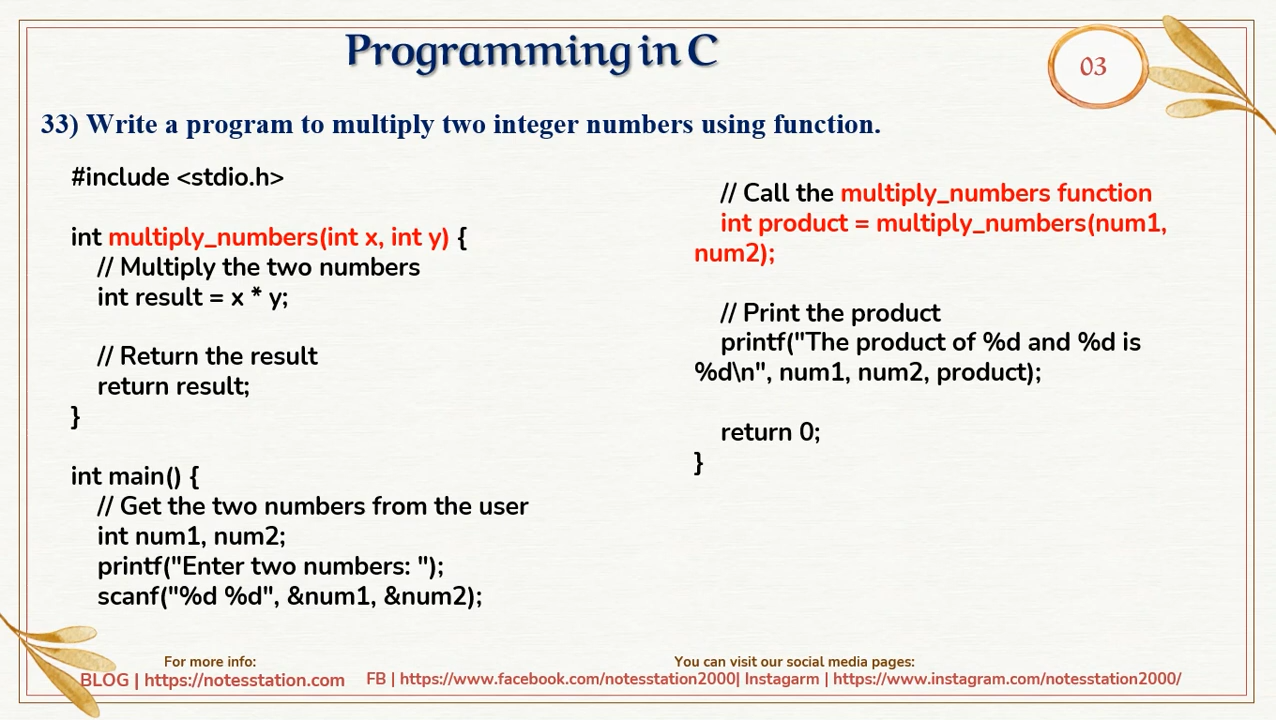 Programming in C
03
33) Write a program to multiply two integer numbers using function.
#include <stdio.h>
int multiply_numbers(int x, int y) {
// Multiply the two numbers
int result = x * y;
// Return the result
return result;
}
int main() {
// Get the two numbers from the user
int num1, num2;
printf("Enter two numbers: ");
scanf("%d %d", &num1, &num2);
// Call the multiply_numbers function
int product = multiply_numbers(num1,
num2);
// Print the product
printf("The product of %d and %d is
%d\n", num1, num2, product);
return 0;
}
For more info:
BLOG | https://notesstation.com
You can visit our social media pages:
FB | https://www.facebook.com/notesstation2000| Instagarm | https://www.instagram.com/notesstation2000/